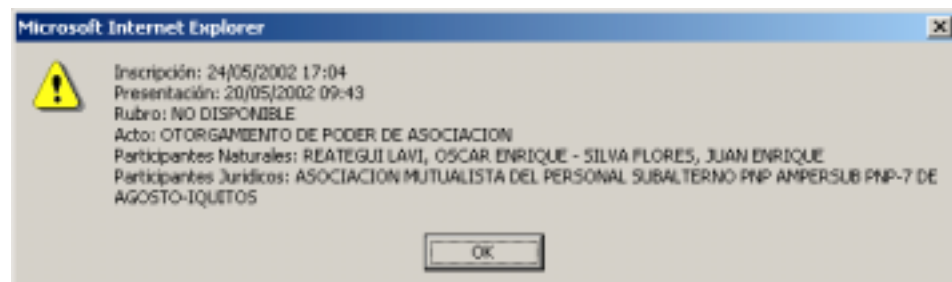 Microsoft Internet Explorer
Inscripción: 24/05/2002 17:04
Presentación: 20/05/2002 09:43
Rubro: NO DISPONIBLE
Acto: OTORGAMIENTO DE PODER DE ASOCIACION
Participantes Naturales: REATEGUI LAVI, OSCAR ENRIQUE - SILVA FLORES, JUAN ENRIQUE
Participantes Jurídicos: ASOCIACION MUTUALISTA DEL PERSONAL SUBALTERNO PNP AMPERSUB PNP-7 DE
AGOSTO-IQUITOS
OK